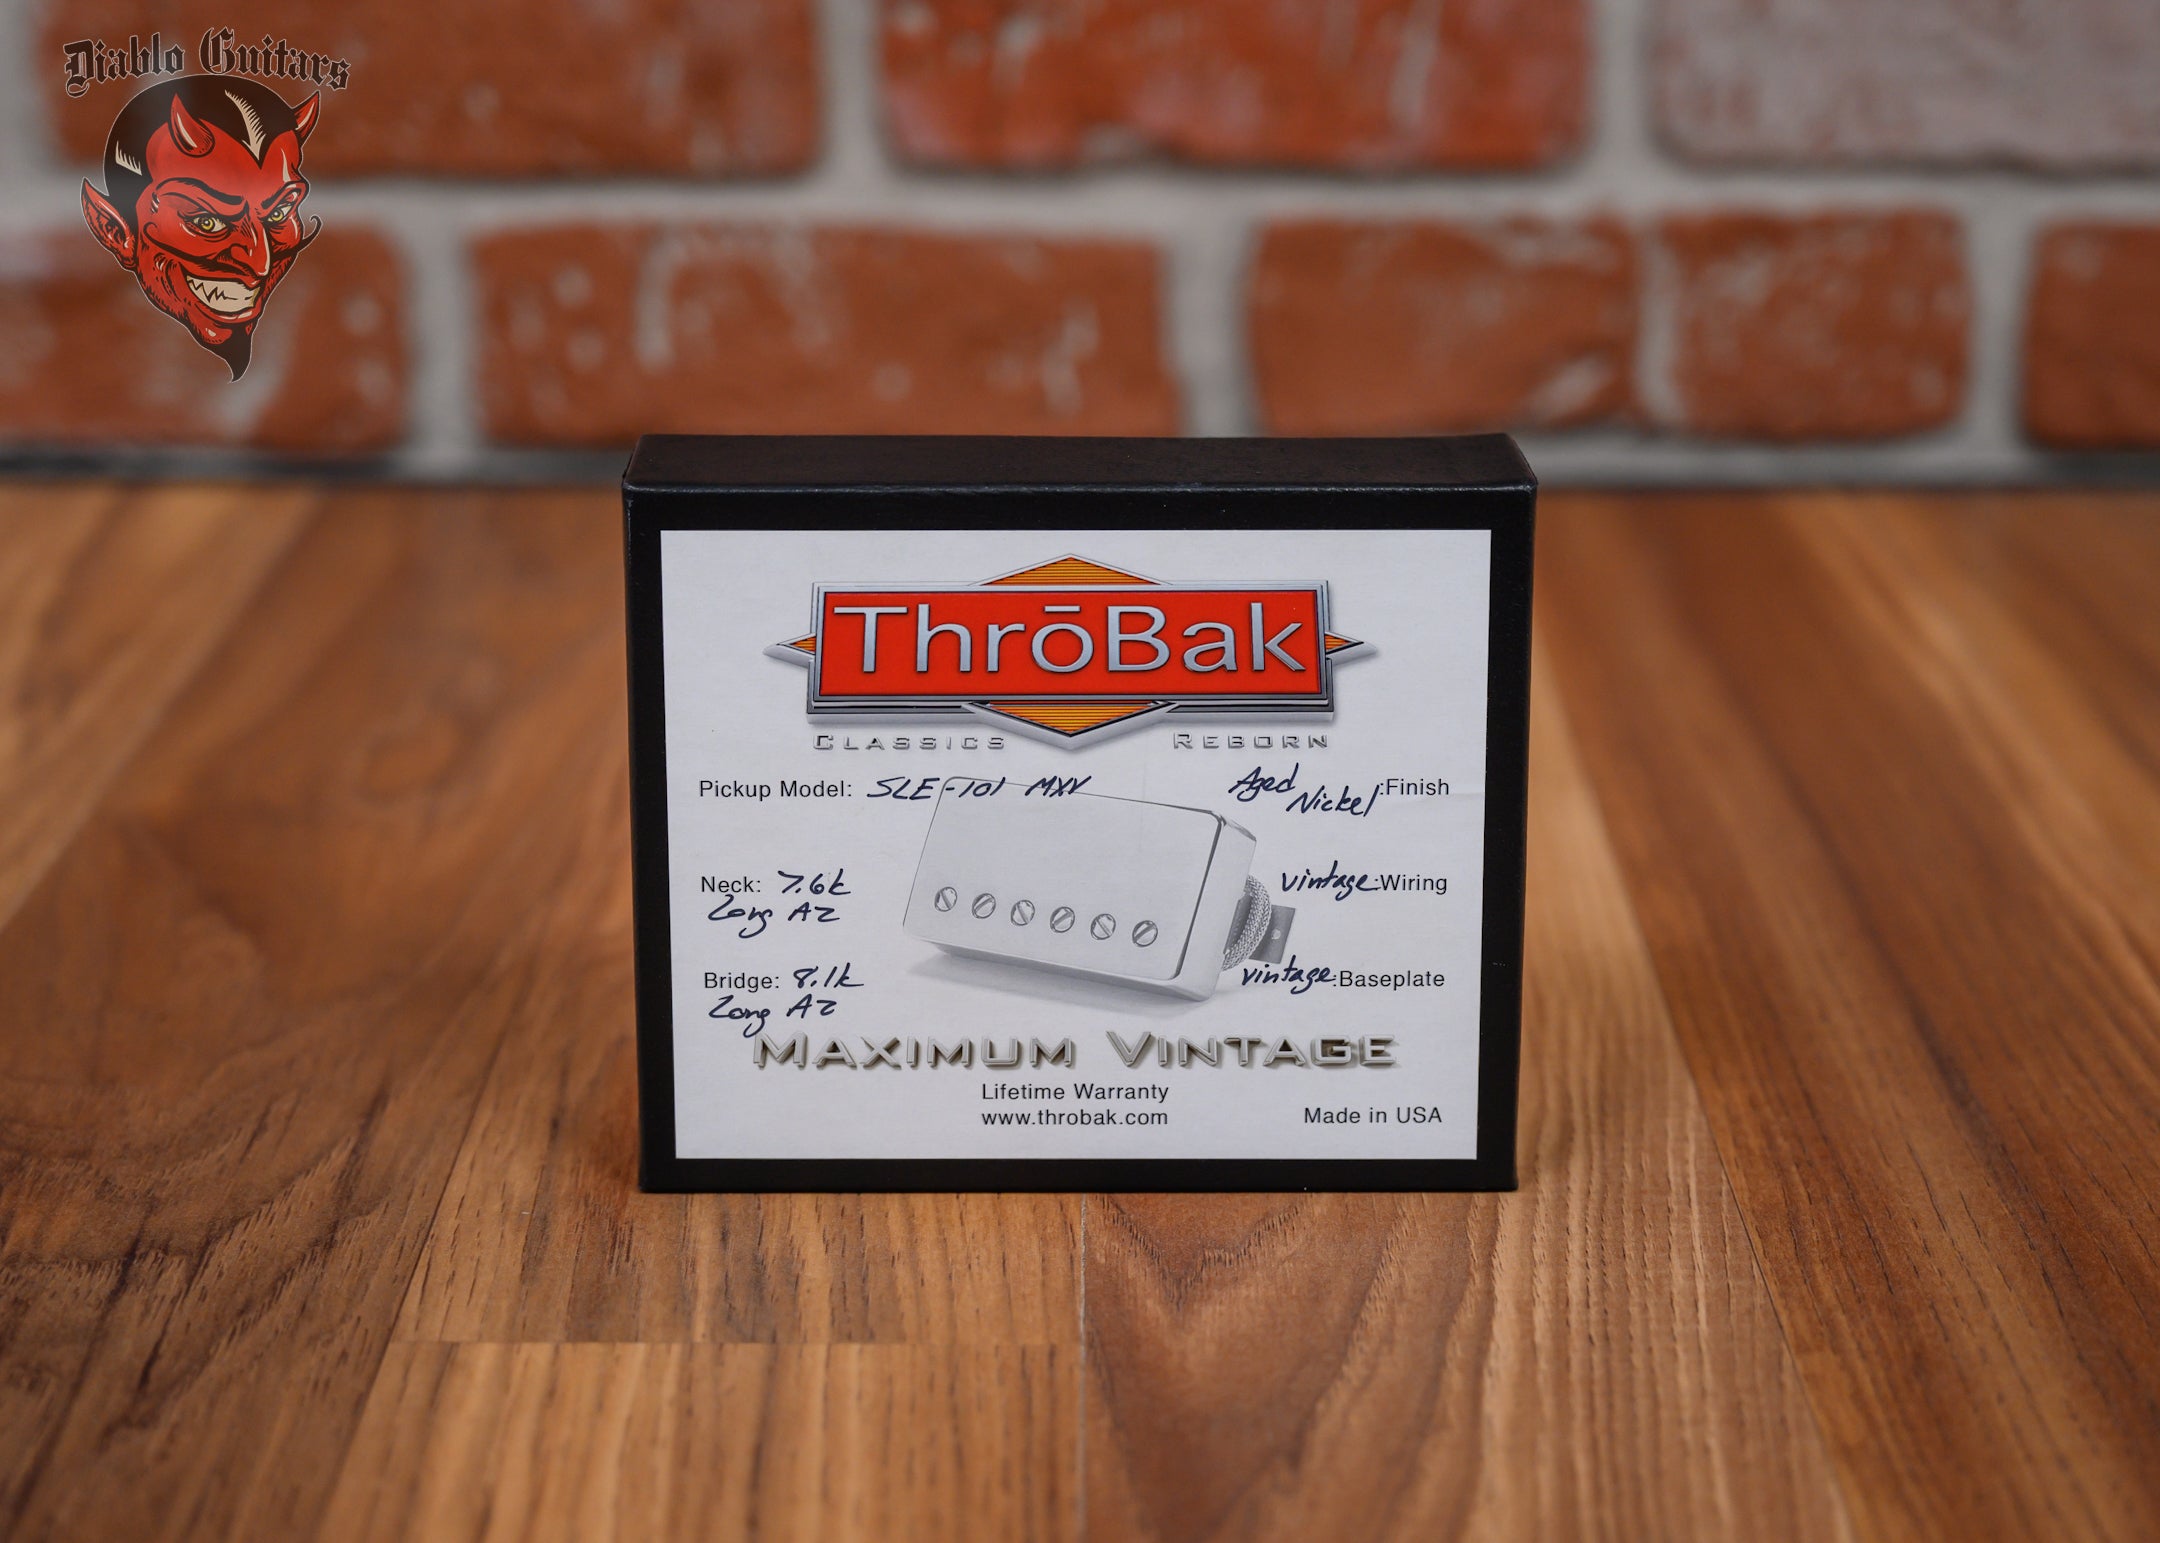 Diablo Guitars
ThrōBak
Classics Reborn
Pickup Model: SLE-101 MXV
Aged Nickel :Finish
Neck: 7.6k
Long A2
vintage :Wiring
Bridge: 8.1k
Long A2
vintage :Baseplate
Maximum Vintage
Lifetime Warranty
www.throbak.com
Made in USA